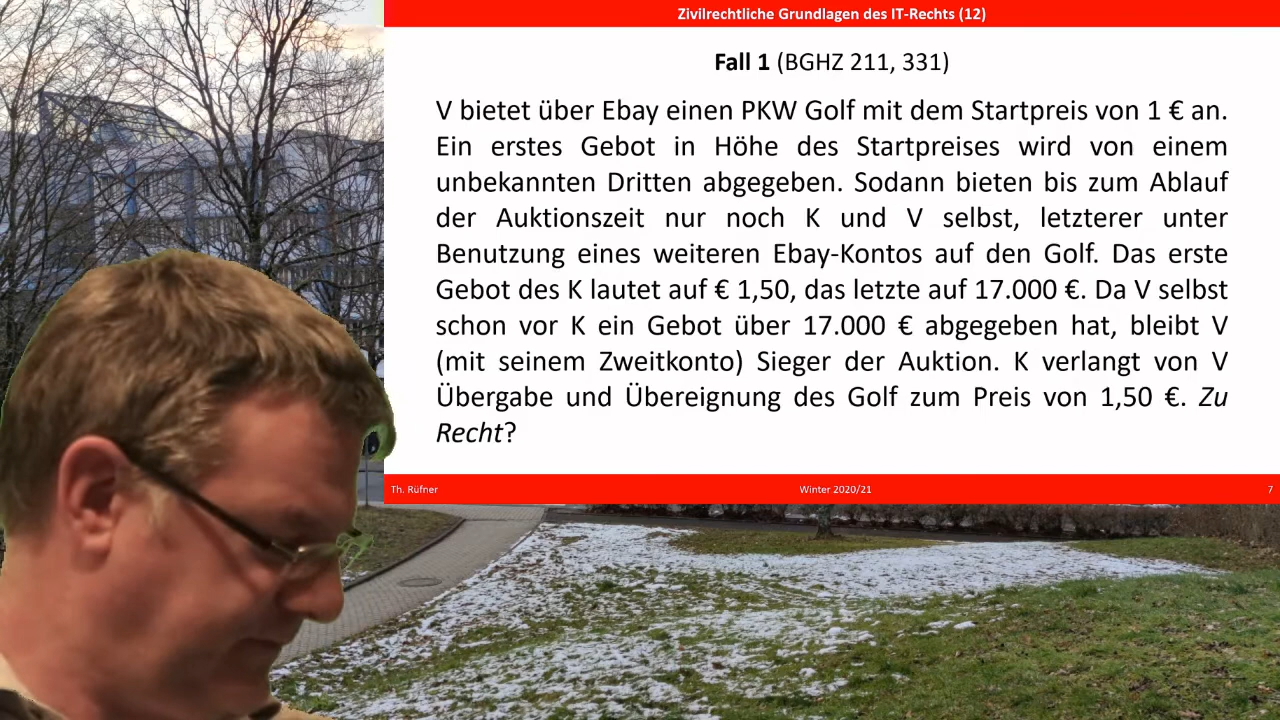 Zivilrechtliche Grundlagen des IT-Rechts (12)
Fall 1 (BGHZ 211, 331)
V bietet über Ebay einen PKW Golf mit dem Startpreis von 1 € an.
Ein erstes Gebot in Höhe des Startpreises wird von einem
unbekannten Dritten abgegeben. Sodann bieten bis zum Ablauf
der Auktionszeit nur noch K und V selbst, letzterer unter
Benutzung eines weiteren Ebay-Kontos auf den Golf. Das erste
Gebot des K lautet auf € 1,50, das letzte auf 17.000 €. Da V selbst
schon vor K ein Gebot über 17.000 € abgegeben hat, bleibt V
(mit seinem Zweitkonto) Sieger der Auktion. K verlangt von V
Übergabe und Übereignung des Golf zum Preis von 1,50 €. Zu
Recht?
Th. Rüfner
Winter 2020/21
7